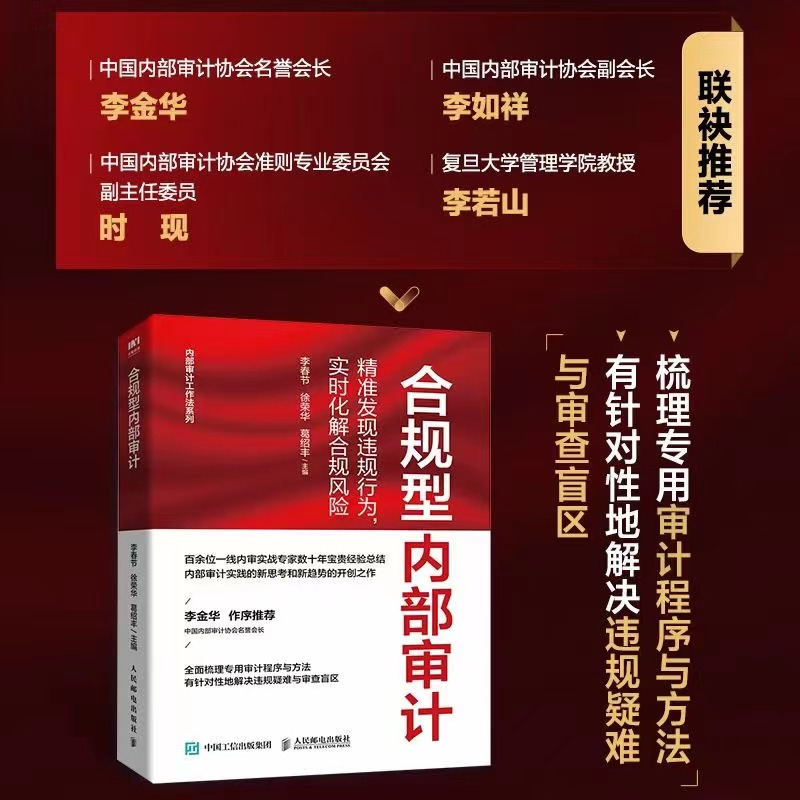 中国内部审计协会名誉会长
李金华
中国内部审计协会副会长
李如祥
中国内部审计协会准则专业委员会
副主任委员
时 现
复旦大学管理学院教授
李若山
联袂推荐
梳理专用审计程序与方法
有针对性地解决违规疑难
与审查盲区
合规型内部审计
李春节 徐荣华 葛绍丰/主编
人民邮电出版社
内部审计工作法系列
李春节 徐荣华 葛绍丰/主编
精准发现违规行为,
实时化解合规风险
合规型
内部审计
百余位一线内审实战专家数十年宝贵经验总结
内部审计实践的新思考和新趋势的开创之作
李金华 作序推荐
中国内部审计协会名誉会长
全面梳理专用审计程序与方法
有针对性地解决违规疑难与审查盲区
中国工信出版集团
人民邮电出版社
POSTS & TELECOM PRESS